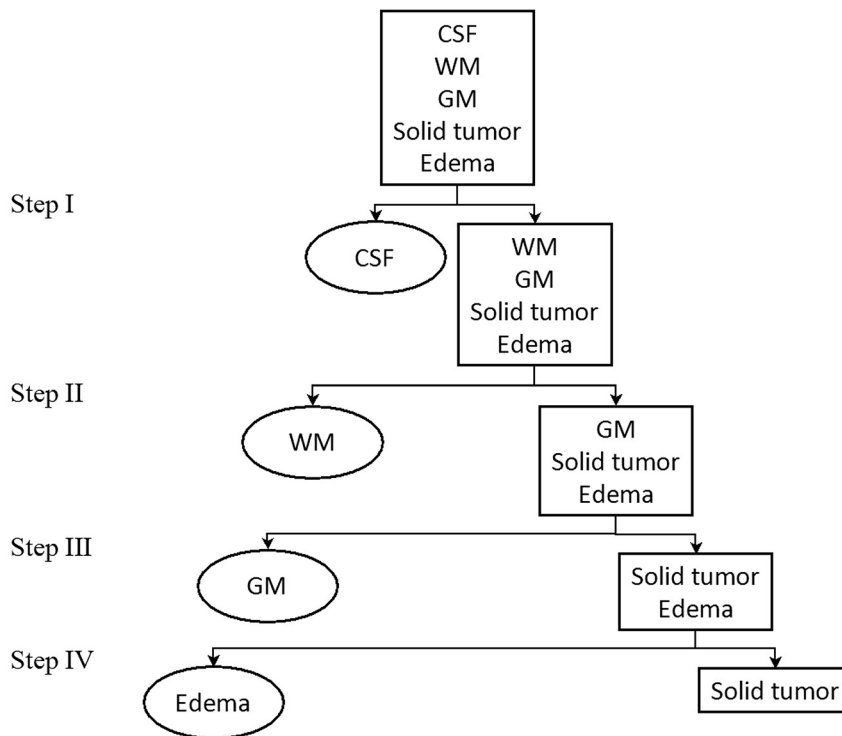 CSF
WM
GM
Solid tumor
Edema
Step I
CSF
WM
GM
Solid tumor
Edema
Step II
WM
GM
Solid tumor
Edema
Step III
GM
Solid tumor
Edema
Step IV
Edema
Solid tumor